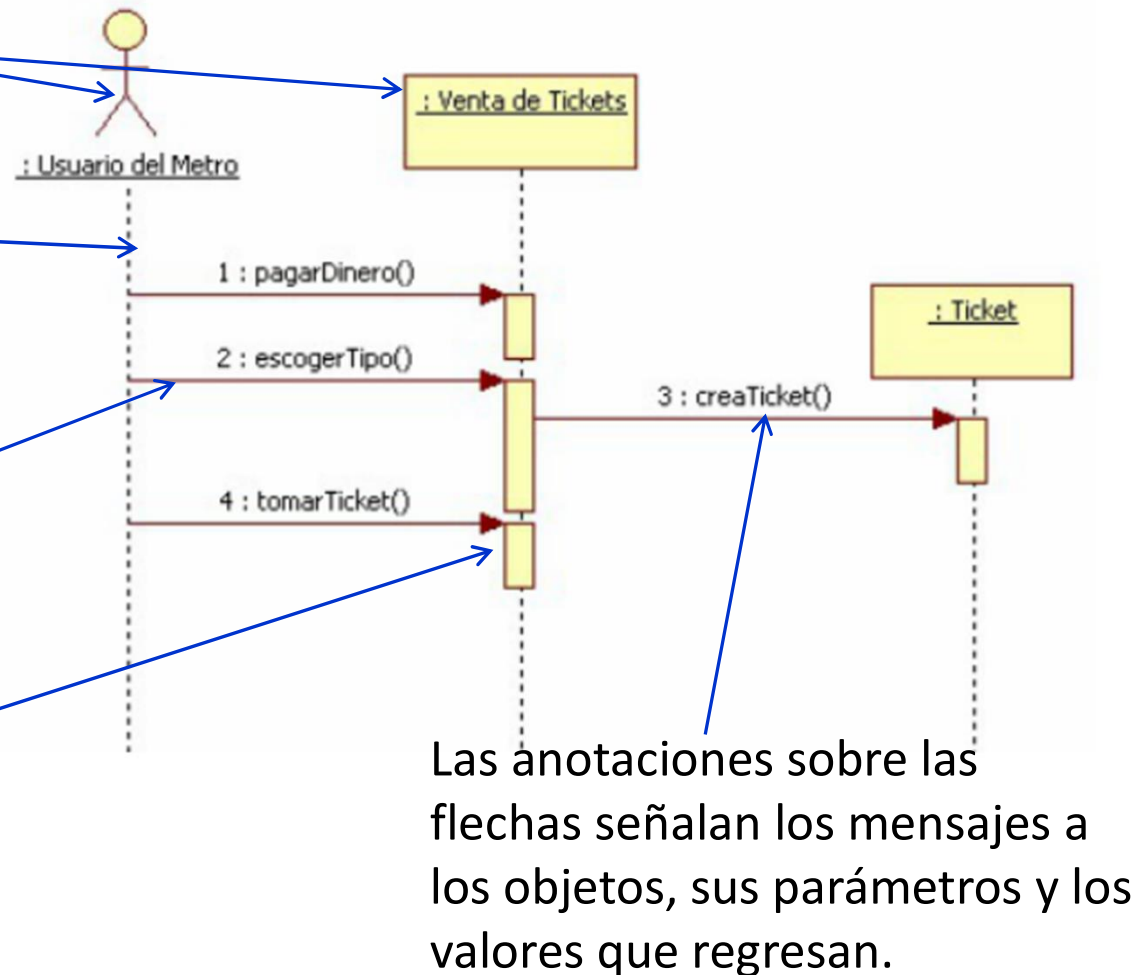 : Venta de Tickets
: Usuario del Metro
1 : pagarDinero()
: Ticket
2 : escogerTipo()
3 : creaTicket()
4 : tomarTicket()
Las anotaciones sobre las
flechas señalan los mensajes a
los objetos, sus parámetros y los
valores que regresan.